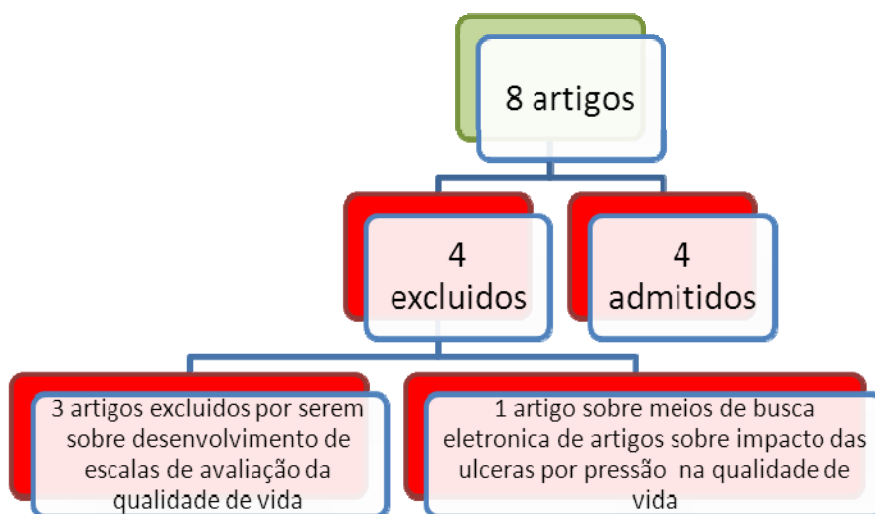 8 artigos
4
excluidos
4
admitidos
3 artigos excluidos por serem
sobre desenvolvimento de
escalas de avaliação da
qualidade de vida
1 artigo sobre meios de busca
eletronica de artigos sobre impacto das
ulceras por pressão na qualidade de
vida